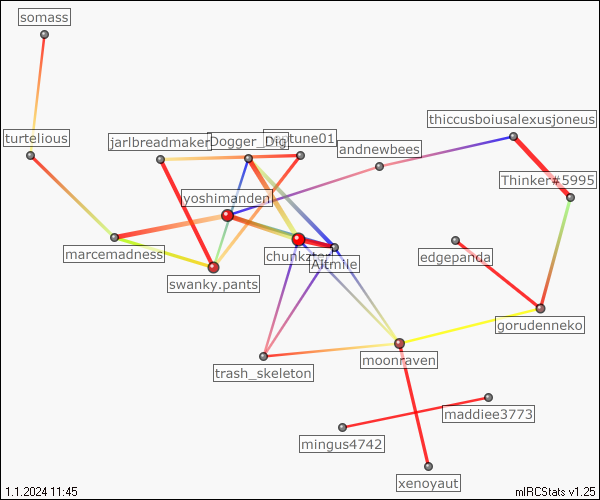 somass
thiccusboiusalexusjoneus
turtelious
jarlbreadmaker
Dogger_Dig
tune01
andnewbees
Thinker#5995
yoshimanden
marcemadness
chunkz
Altmile
edgepanda
swanky.pants
gorudenneko
moonraven
trash_skeleton
maddiee3773
mingus4742
xenoyaut
1.1.2024 11:45
mIRCStats v1.25